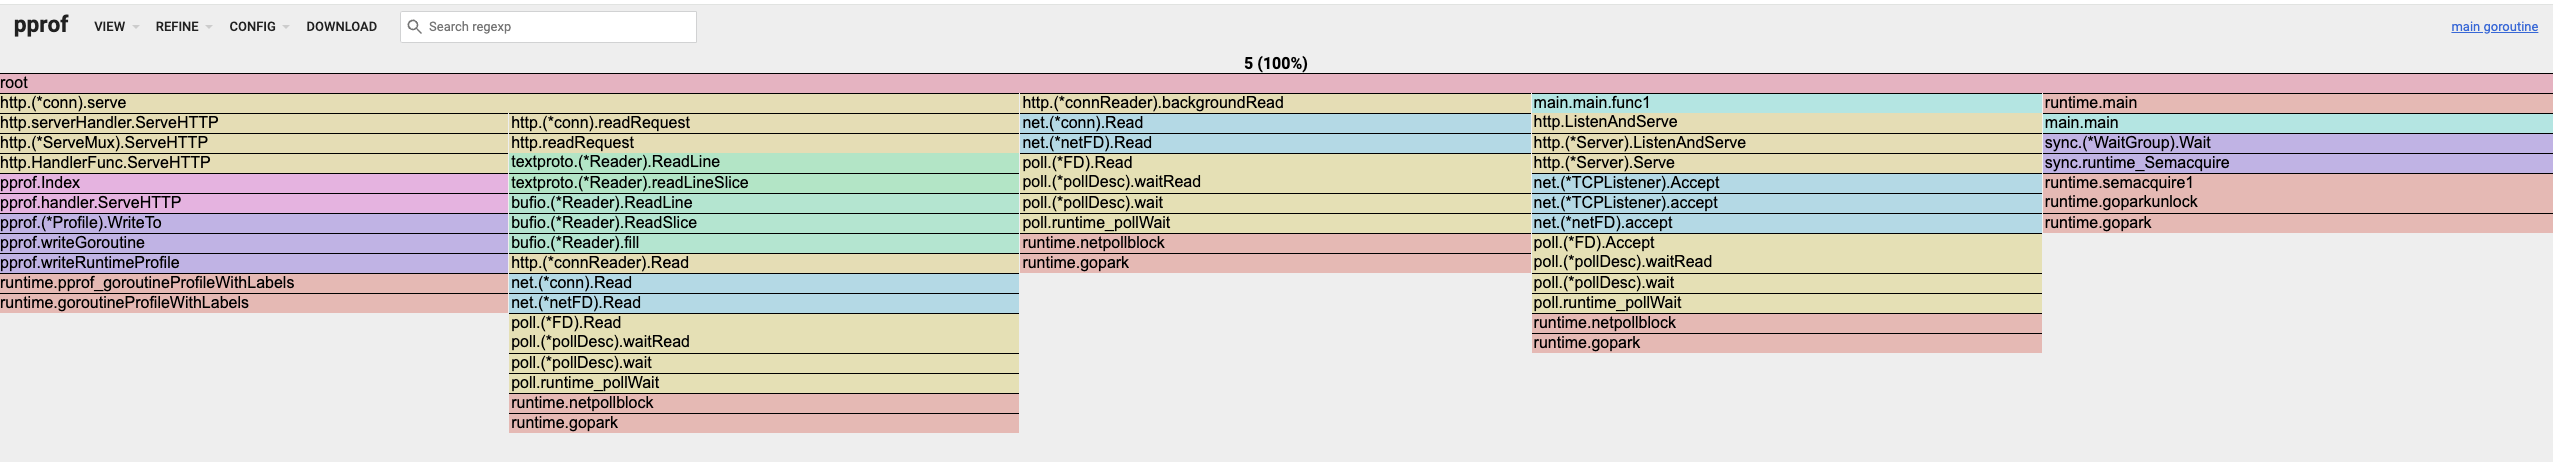 pprof VIEW REFINE CONFIG DOWNLOAD Search regexp main goroutine
5 (100%)
root
http.(*conn).serve http.(*connReader).backgroundRead main.main.func1 runtime.main
http.serverHandler.ServeHTTP http.(*conn).readRequest net.(*conn).Read http.ListenAndServe main.main
http.(*ServeMux).ServeHTTP http.readRequest net.(*netFD).Read http.(*Server).ListenAndServe sync.(*WaitGroup).Wait
http.HandlerFunc.ServeHTTP textproto.(*Reader).ReadLine poll.(*FD).Read http.(*Server).Serve sync.runtime_Semacquire
pprof.Index textproto.(*Reader).readLineSlice poll.(*pollDesc).waitRead net.(*TCPListener).Accept runtime.semacquire1
pprof.handler.ServeHTTP bufio.(*Reader).ReadLine poll.(*pollDesc).wait net.(*TCPListener).accept runtime.goparkunlock
pprof.(*Profile).WriteTo bufio.(*Reader).ReadSlice poll.runtime_pollWait net.(*netFD).accept runtime.gopark
pprof.writeGoroutine bufio.(*Reader).fill runtime.netpollblock poll.(*FD).Accept
pprof.writeRuntimeProfile http.(*connReader).Read runtime.gopark poll.(*pollDesc).waitRead
runtime.pprof_goroutineProfileWithLabels net.(*conn).Read poll.(*pollDesc).wait
runtime.goroutineProfileWithLabels net.(*netFD).Read poll.runtime_pollWait
poll.(*FD).Read runtime.netpollblock
poll.(*pollDesc).waitRead runtime.gopark
poll.(*pollDesc).wait
poll.runtime_pollWait
runtime.netpollblock
runtime.gopark